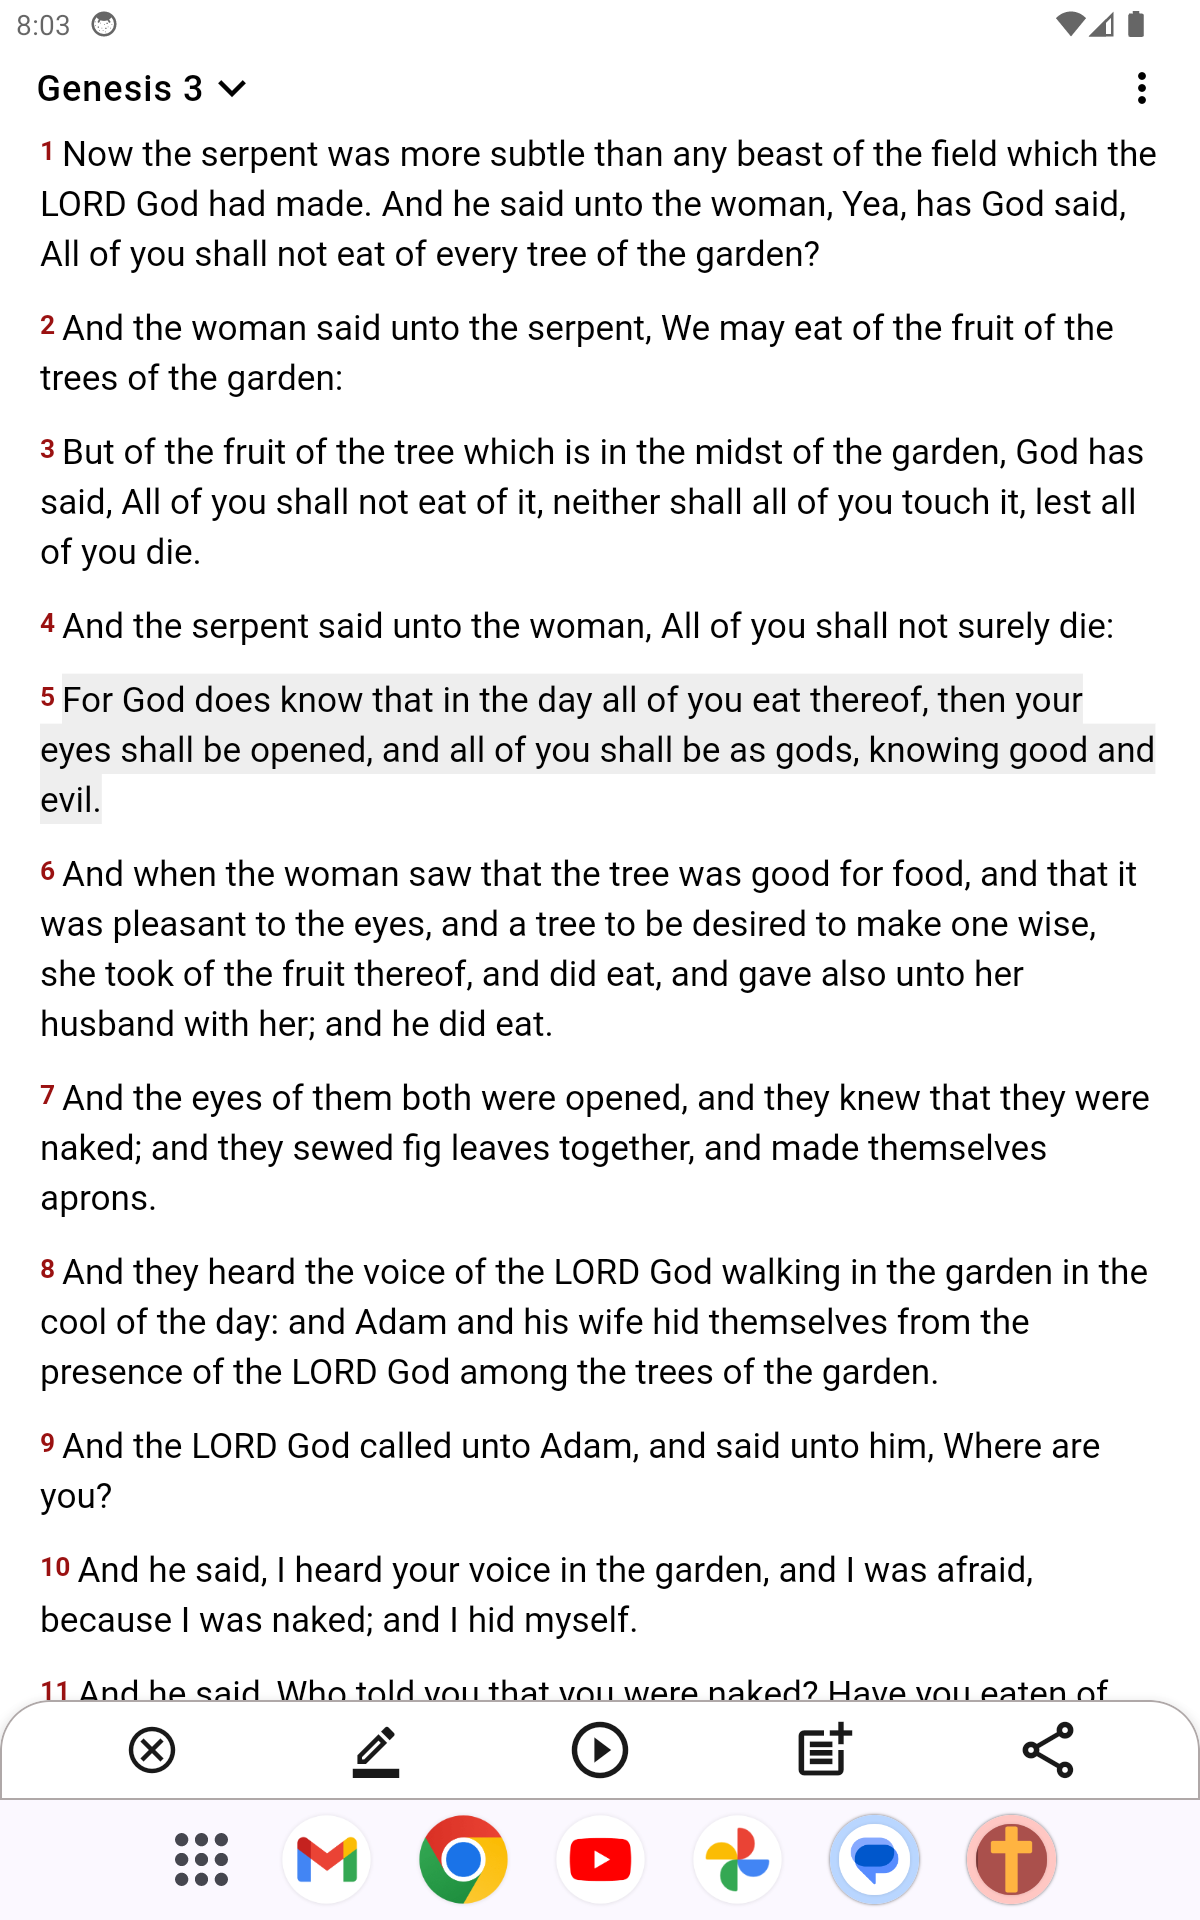 8:03
Genesis 3
1 Now the serpent was more subtle than any beast of the field which the
LORD God had made. And he said unto the woman, Yea, has God said,
All of you shall not eat of every tree of the garden?
2 And the woman said unto the serpent, We may eat of the fruit of the
trees of the garden:
3 But of the fruit of the tree which is in the midst of the garden, God has
said, All of you shall not eat of it, neither shall all of you touch it, lest all
of you die.
4 And the serpent said unto the woman, All of you shall not surely die:
5 For God does know that in the day all of you eat thereof, then your
eyes shall be opened, and all of you shall be as gods, knowing good and
evil.
6 And when the woman saw that the tree was good for food, and that it
was pleasant to the eyes, and a tree to be desired to make one wise,
she took of the fruit thereof, and did eat, and gave also unto her
husband with her; and he did eat.
7 And the eyes of them both were opened, and they knew that they were
naked; and they sewed fig leaves together, and made themselves
aprons.
8 And they heard the voice of the LORD God walking in the garden in the
cool of the day: and Adam and his wife hid themselves from the
presence of the LORD God among the trees of the garden.
9 And the LORD God called unto Adam, and said unto him, Where are
you?
10 And he said, I heard your voice in the garden, and I was afraid,
because I was naked; and I hid myself.
11 And he said, Who told you that you were naked? Have you eaten of